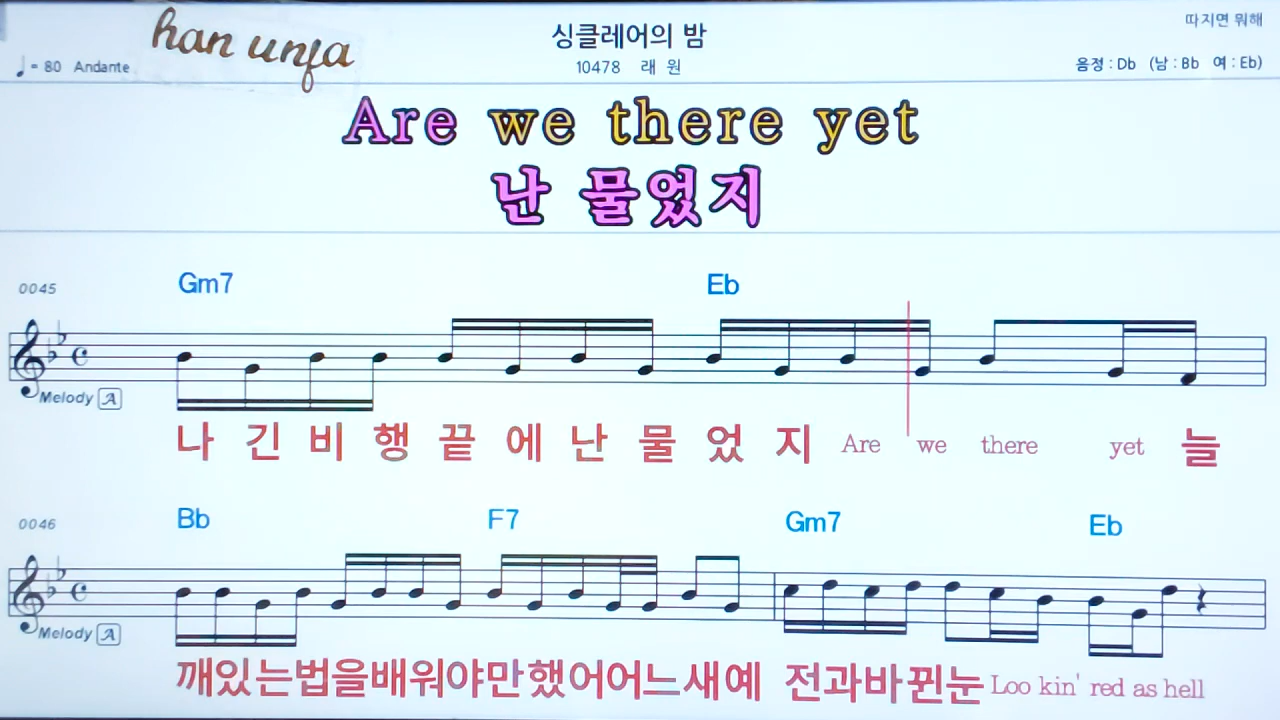 han unja
싱클레어의 밤
따지면 뭐해
♩= 80 Andante
10478 래 원
음정 : Db (남 : Bb 여 : Eb)
Are we there yet
난 물었지
0045
Gm7 Eb
Melody A
나 긴 비 행 끝 에 난 물 었 지 Are we there yet 늘
0046
Bb F7 Gm7 Eb
Melody A
깨있는법을배워야만했어어느새예 전과바뀐눈 Loo kin' red as hell